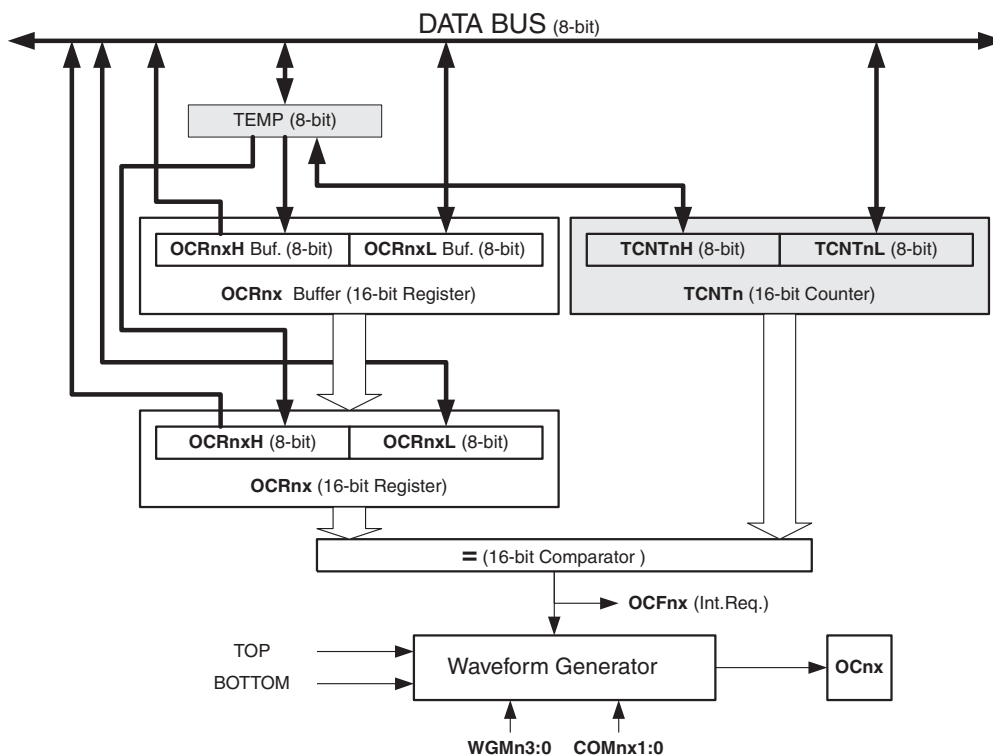 DATA BUS (8-bit)
TEMP (8-bit)
OCRnxH Buf. (8-bit) OCRnxL Buf. (8-bit)
TCNTnH (8-bit) TCNTnL (8-bit)
OCRnx Buffer (16-bit Register)
TCNTn (16-bit Counter)
OCRnxH (8-bit) OCRnxL (8-bit)
OCRnx (16-bit Register)
= (16-bit Comparator )
OCFnx (Int.Req.)
TOP
BOTTOM
Waveform Generator
OCnx
WGMn3:0 COMnx1:0